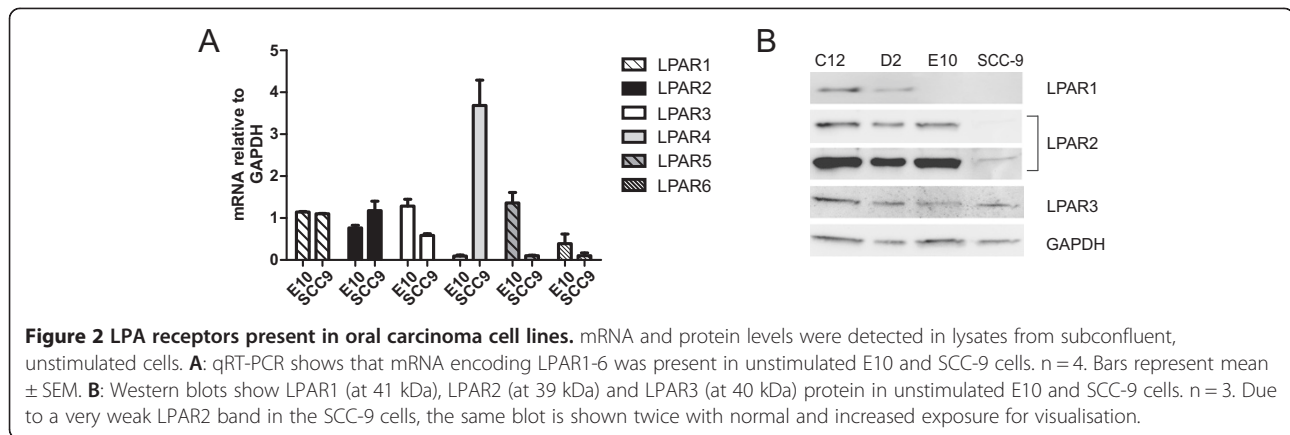 A
mRNA relative to
GAPDH
5
4
3
2
1
0
E10
SCC9
E10
SCC9
E10
SCC9
E10
SCC9
E10
SCC9
E10
SCC9
LPAR1
LPAR2
LPAR3
LPAR4
LPAR5
LPAR6
B
C12 D2 E10 SCC-9
LPAR1
LPAR2
LPAR3
GAPDH
Figure 2 LPA receptors present in oral carcinoma cell lines. mRNA and protein levels were detected in lysates from subconfluent,
unstimulated cells. A: qRT-PCR shows that mRNA encoding LPAR1-6 was present in unstimulated E10 and SCC-9 cells. n = 4. Bars represent mean
± SEM. B: Western blots show LPAR1 (at 41 kDa), LPAR2 (at 39 kDa) and LPAR3 (at 40 kDa) protein in unstimulated E10 and SCC-9 cells. n = 3. Due
to a very weak LPAR2 band in the SCC-9 cells, the same blot is shown twice with normal and increased exposure for visualisation.